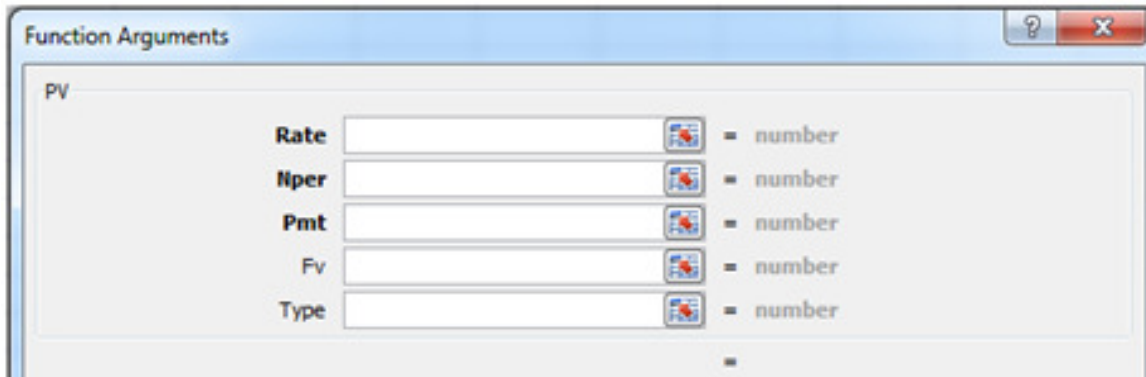 Function Arguments
PV
Rate = number
Nper = number
Pmt = number
Fv = number
Type = number
=